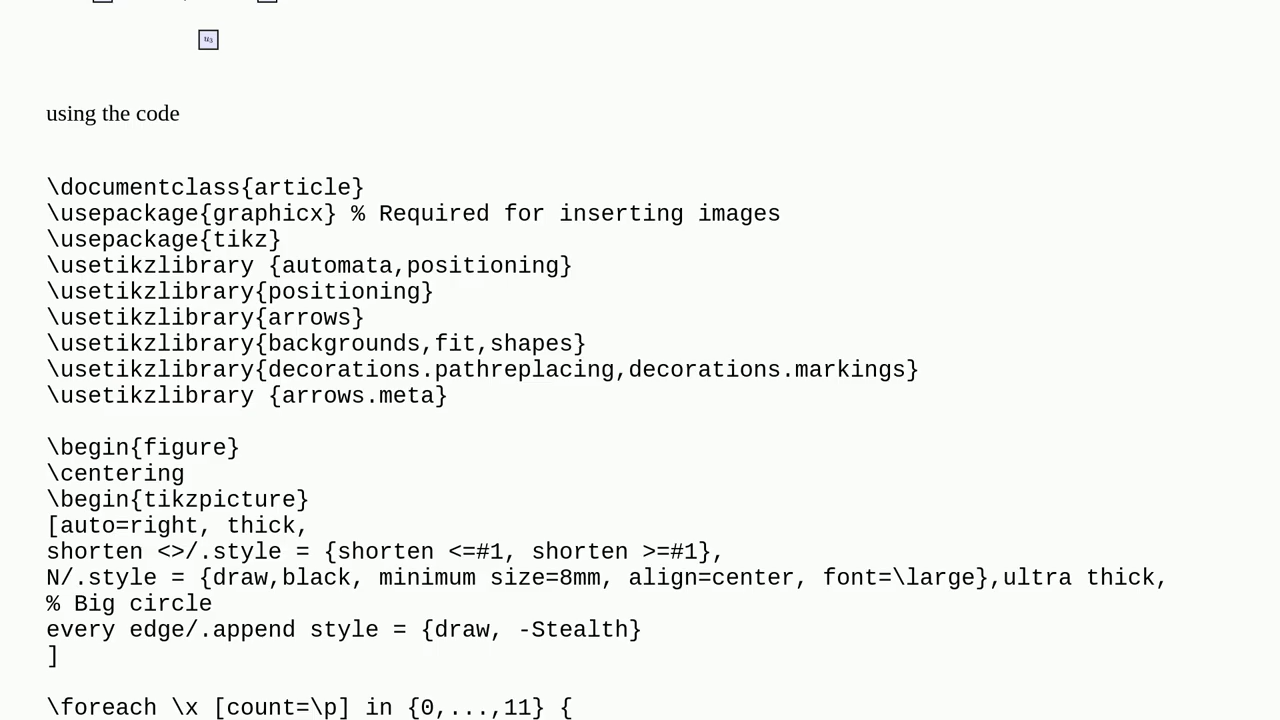 u3
using the code
\documentclass{article}
\usepackage{graphicx} % Required for inserting images
\usepackage{tikz}
\usetikzlibrary {automata,positioning}
\usetikzlibrary{positioning}
\usetikzlibrary{arrows}
\usetikzlibrary{backgrounds,fit,shapes}
\usetikzlibrary{decorations.pathreplacing,decorations.markings}
\usetikzlibrary {arrows.meta}
\begin{figure}
\centering
\begin{tikzpicture}
[auto=right, thick,
shorten <>/.style = {shorten <=#1, shorten >=#1},
N/.style = {draw,black, minimum size=8mm, align=center, font=\large},ultra thick,
% Big circle
every edge/.append style = {draw, -Stealth}
]
\foreach \x [count=\p] in {0,...,11} {